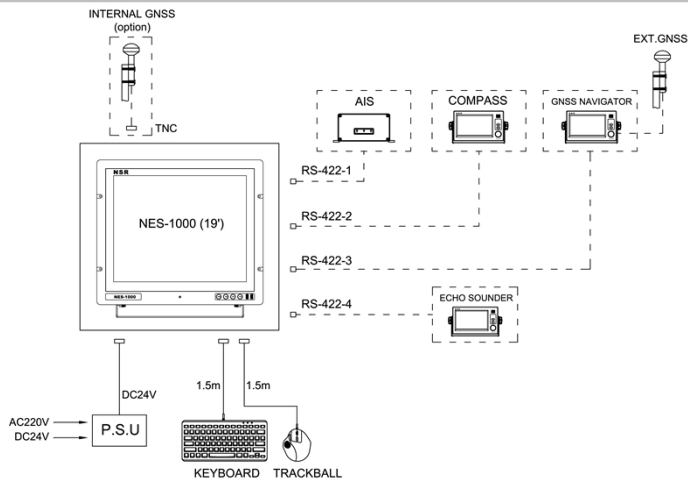 INTERNAL GNSS
(option)
EXT.GNSS
AIS
COMPASS
GNSS NAVIGATOR
TNC
NSR
RS-422-1
NES-1000 (19')
RS-422-2
RS-422-3
NES-1000
RS-422-4
ECHO SOUNDER
DC24V
1.5m
1.5m
AC220V
DC24V
P.S.U
KEYBOARD
TRACKBALL